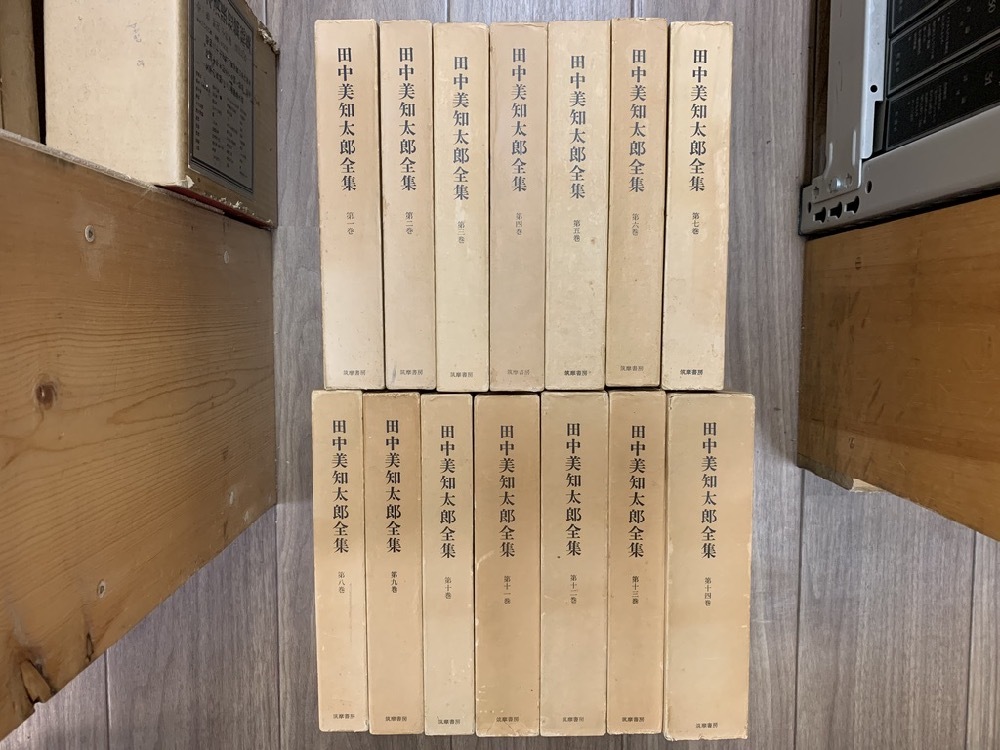 田中美知太郎全集
第一巻
筑摩書房
田中美知太郎全集
第二巻
筑摩書房
田中美知太郎全集
第三巻
筑摩書房
田中美知太郎全集
第四巻
筑摩書房
田中美知太郎全集
第五巻
筑摩書房
田中美知太郎全集
第六巻
筑摩書房
田中美知太郎全集
第七巻
筑摩書房
田中美知太郎全集
第八巻
筑摩書房
田中美知太郎全集
第九巻
筑摩書房
田中美知太郎全集
第十巻
筑摩書房
田中美知太郎全集
第十一巻
筑摩書房
田中美知太郎全集
第十二巻
筑摩書房
田中美知太郎全集
第十三巻
筑摩書房
田中美知太郎全集
第十四巻
筑摩書房